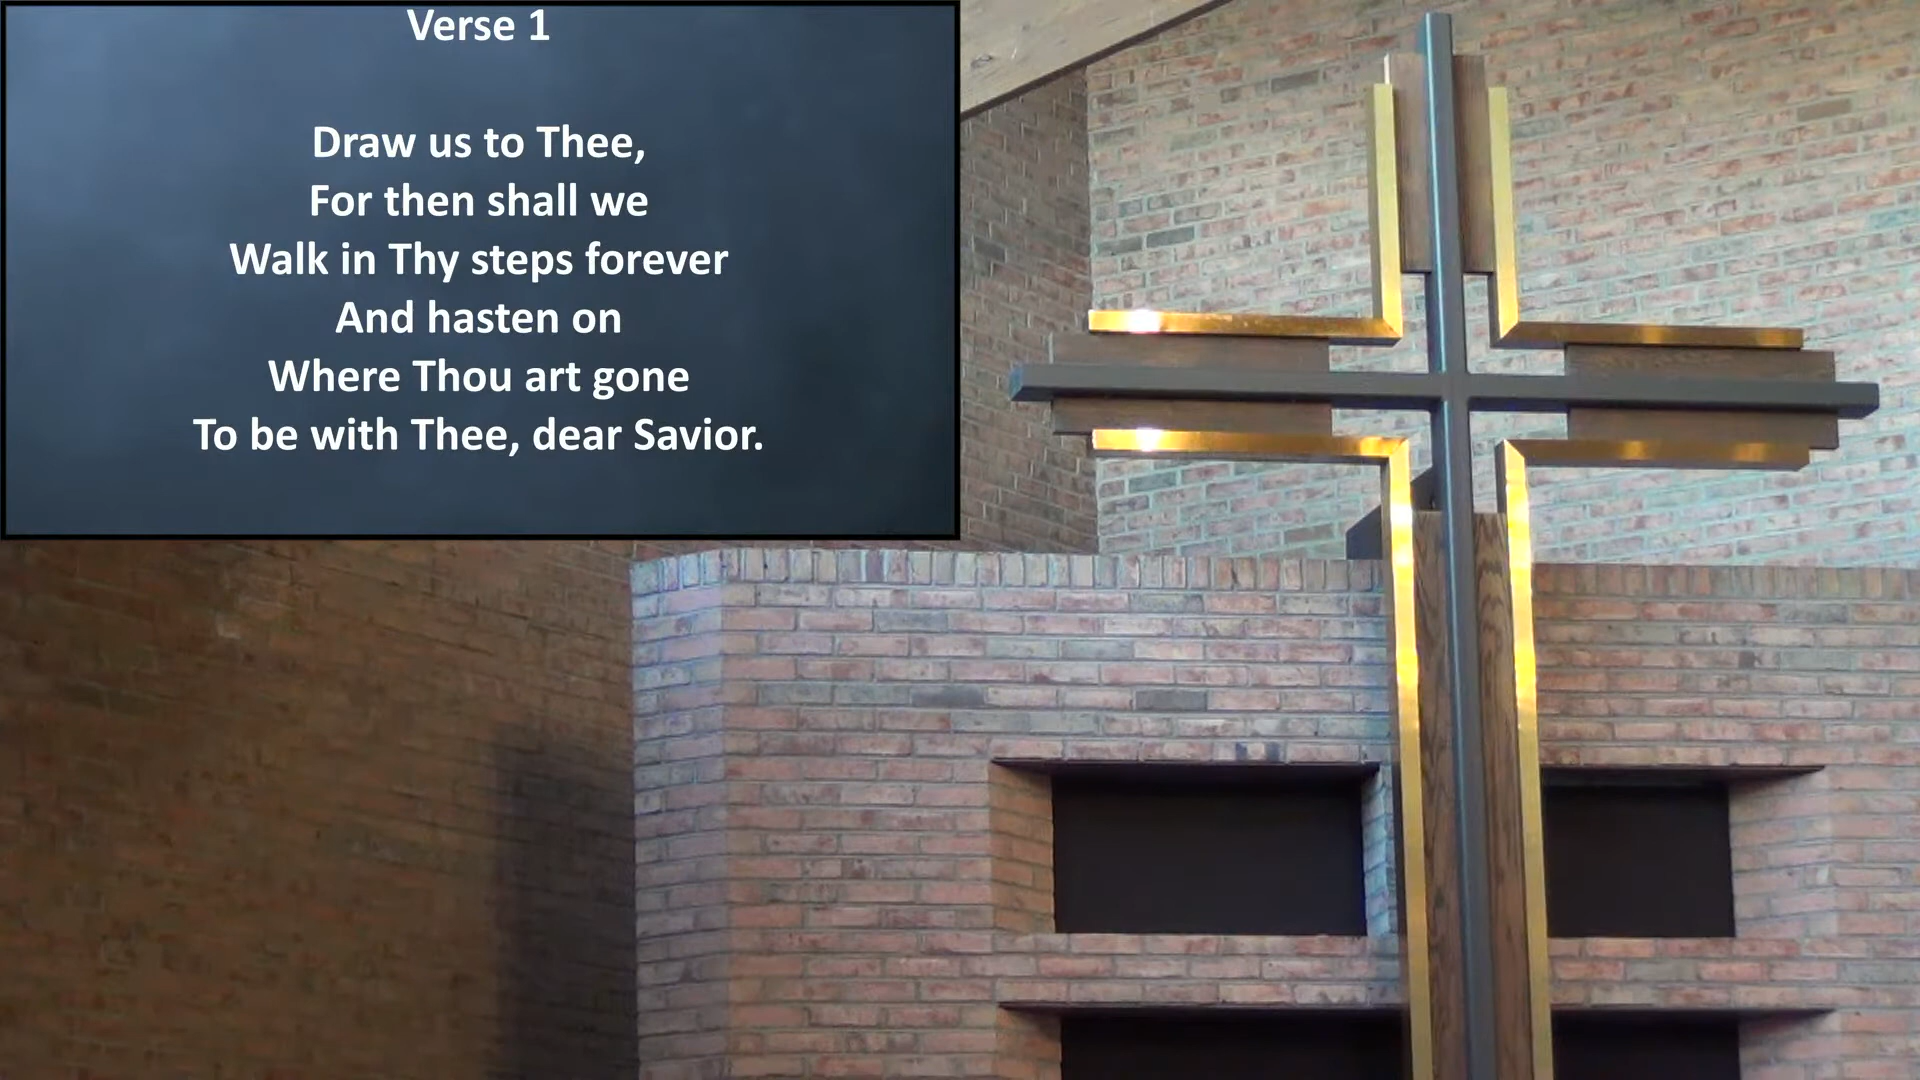 Verse 1
Draw us to Thee,
For then shall we
Walk in Thy steps forever
And hasten on
Where Thou art gone
To be with Thee, dear Savior.